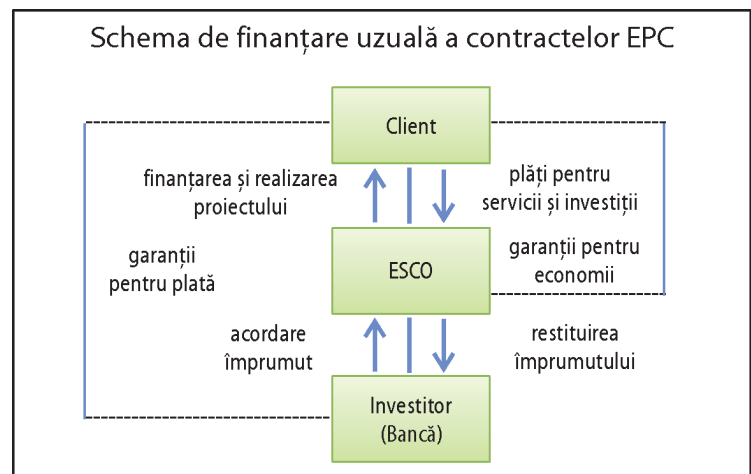 Schema de finanțare uzuală a contractelor EPC
Client
finanțarea și realizarea
proiectului
plăți pentru
servicii și investiții
garanții
pentru plată
ESCO
garanții pentru
economii
acordare
împrumut
restituirea
împrumutului
Investitor
(Bancă)